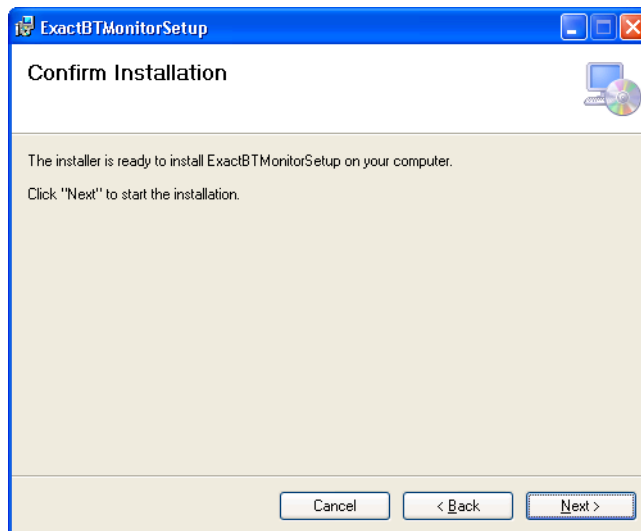 ExactBTMonitorSetup
Confirm Installation
The installer is ready to install ExactBTMonitorSetup on your computer.
Click "Next" to start the installation.
Cancel
< Back
Next >